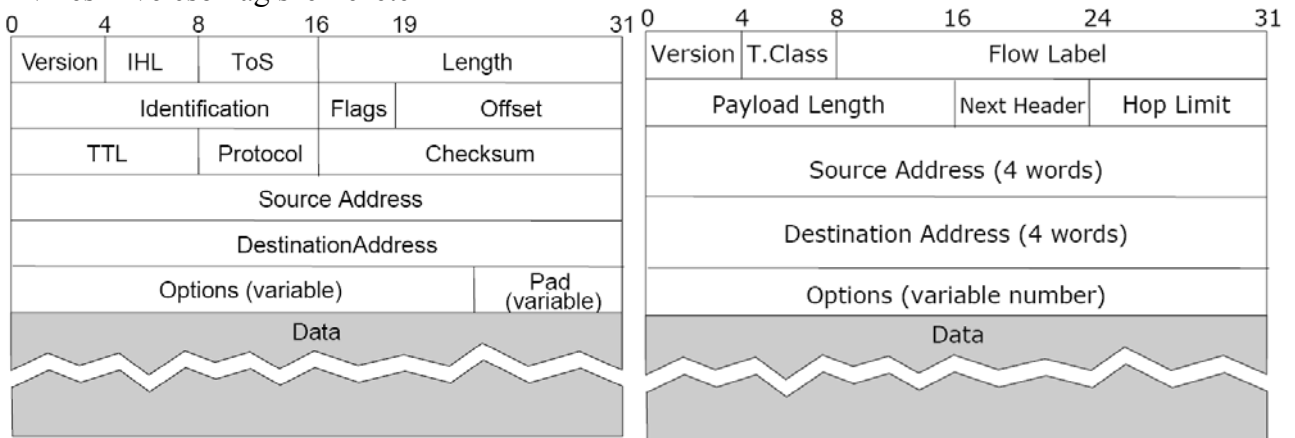 0 4 8 16 19 31
Version IHL ToS Length
Identification Flags Offset
TTL Protocol Checksum
Source Address
DestinationAddress
Options (variable) Pad
(variable)
Data
0 4 8 16 24 31
Version T.Class Flow Label
Payload Length Next Header Hop Limit
Source Address (4 words)
Destination Address (4 words)
Options (variable number)
Data